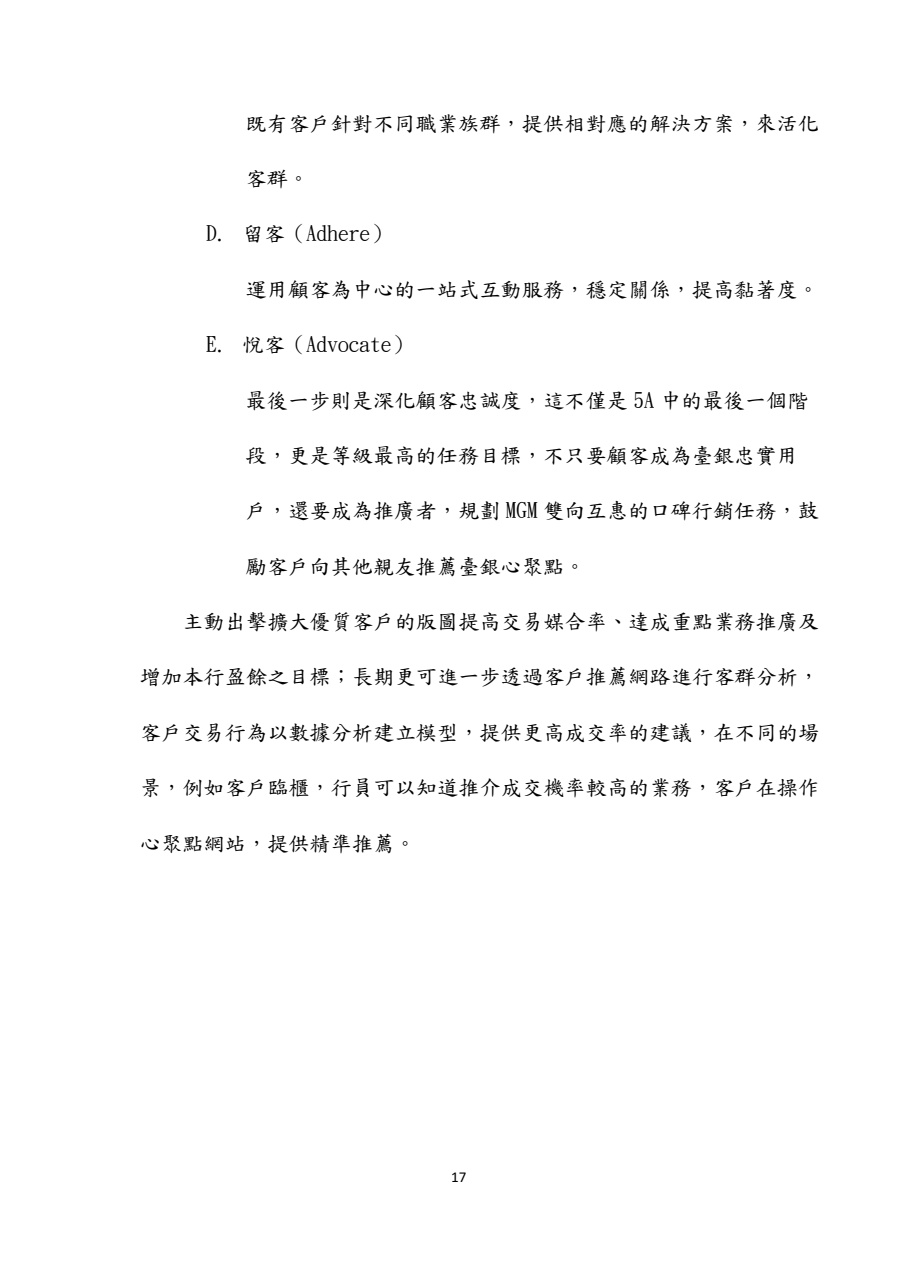 既有客戶針對不同職業族群，提供相對應的解決方案，來活化
客群。
D. 留客（Adhere）
運用顧客為中心的一站式互動服務，穩定關係，提高黏著度。
E. 悅客（Advocate）
最後一步則是深化顧客忠誠度，這不僅是 5A 中的最後一個階
段，更是等級最高的任務目標，不只要顧客成為臺銀忠實用
戶，還要成為推廣者，規劃 MGM 雙向互惠的口碑行銷任務，鼓
勵客戶向其他親友推薦臺銀心聚點。
主動出擊擴大優質客戶的版圖提高交易媒合率、達成重點業務推廣及
增加本行盈餘之目標；長期更可進一步透過客戶推薦網路進行客群分析，
客戶交易行為以數據分析建立模型，提供更高成交率的建議，在不同的場
景，例如客戶臨櫃，行員可以知道推介成交機率較高的業務，客戶在操作
心聚點網站，提供精準推薦。
17